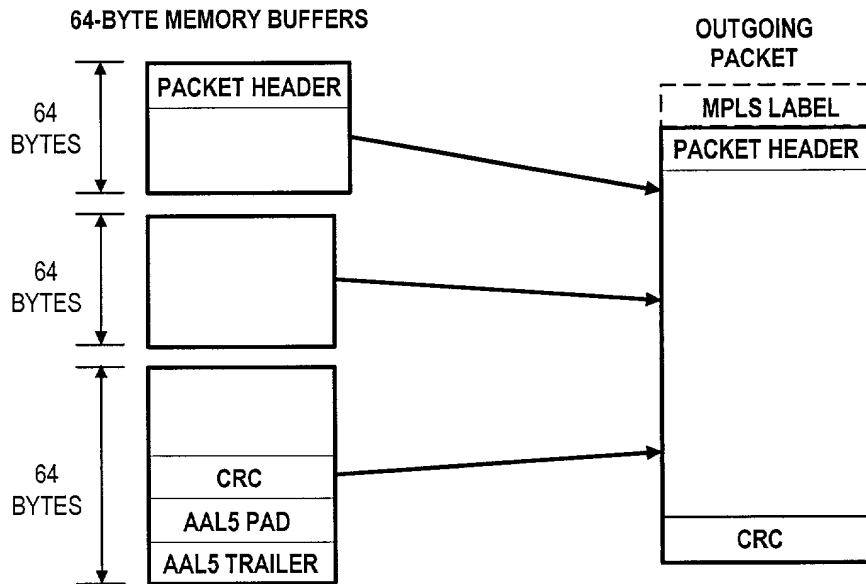 64-BYTE MEMORY BUFFERS
OUTGOING
PACKET
64
BYTES
PACKET HEADER
MPLS LABEL
PACKET HEADER
64
BYTES
64
BYTES
CRC
AAL5 PAD
AAL5 TRAILER
CRC